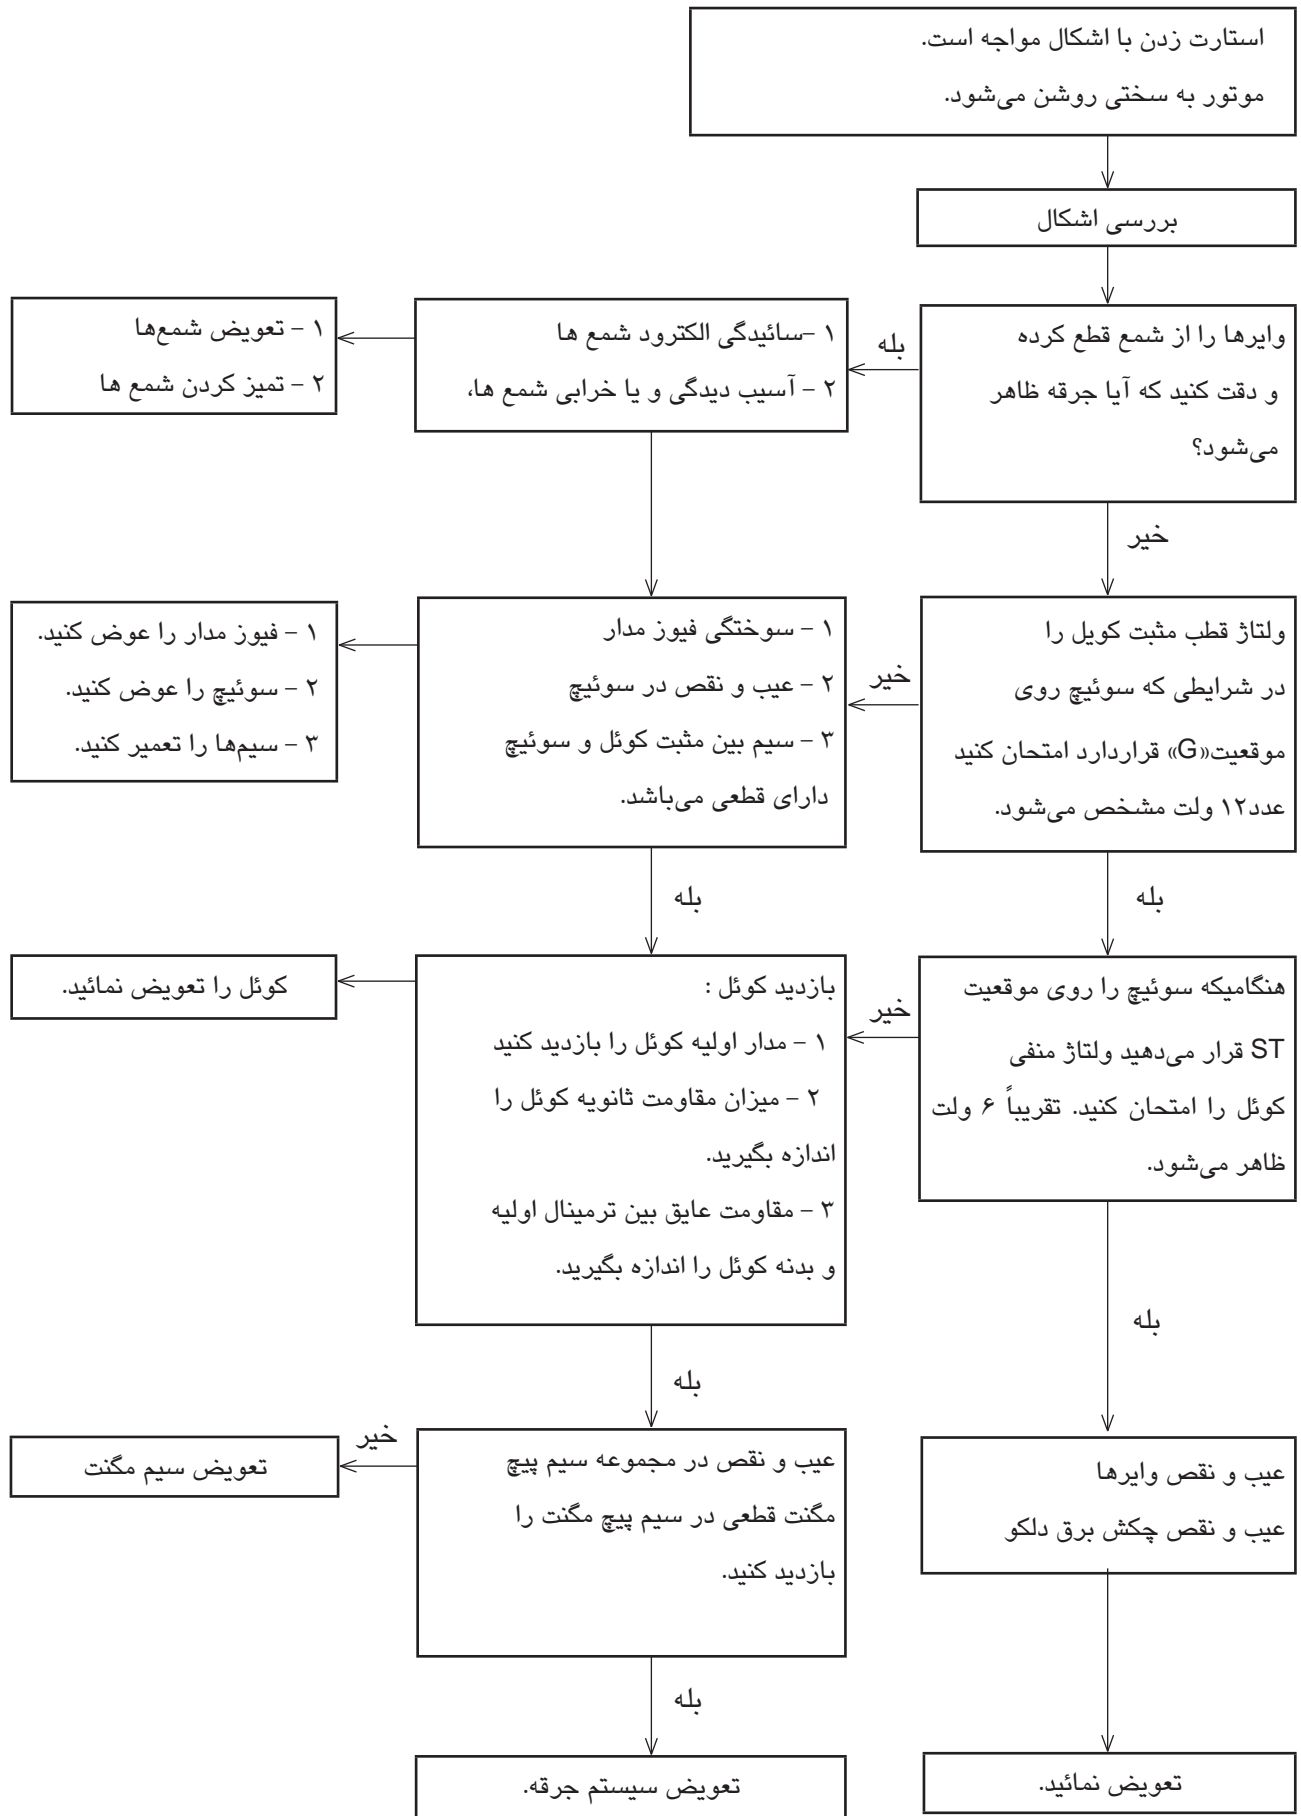 استارت زدن با اشکال مواجه است.
موتور به سختی روشن می‌شود.
بررسی اشکال
وایرها را از شمع قطع کرده
و دقت کنید که آیا جرقه ظاهر
می‌شود؟
بله
۱ –سائیدگی الکترود شمع ها
۲ – آسیب دیدگی و یا خرابی شمع ها،
۱ – تعویض شمع‌ها
۲ – تمیز کردن شمع ها
خیر
ولتاژ قطب مثبت کویل را
در شرایطی که سوئیچ روی
موقعیت«G» قراردارد امتحان کنید
عدد۱۲ ولت مشخص می‌شود.
خیر
۱ – سوختگی فیوز مدار
۲ – عیب و نقص در سوئیچ
۳ – سیم بین مثبت کوئل و سوئیچ
دارای قطعی می‌باشد.
۱ – فیوز مدار را عوض کنید.
۲ – سوئیچ را عوض کنید.
۳ – سیم‌ها را تعمیر کنید.
بله
بله
هنگامیکه سوئیچ را روی موقعیت
ST قرار می‌دهید ولتاژ منفی
کوئل را امتحان کنید. تقریباً ۶ ولت
ظاهر می‌شود.
خیر
بازدید کوئل :
۱ – مدار اولیه کوئل را بازدید کنید
۲ – میزان مقاومت ثانویه کوئل را
اندازه بگیرید.
۳ – مقاومت عایق بین ترمینال اولیه
و بدنه کوئل را اندازه بگیرید.
کوئل را تعویض نمائید.
بله
بله
عیب و نقص وایرها
عیب و نقص چکش برق دلکو
عیب و نقص در مجموعه سیم پیچ
مگنت قطعی در سیم پیچ مگنت را
بازدید کنید.
خیر
تعویض سیم مگنت
بله
تعویض نمائید.
تعویض سیستم جرقه.